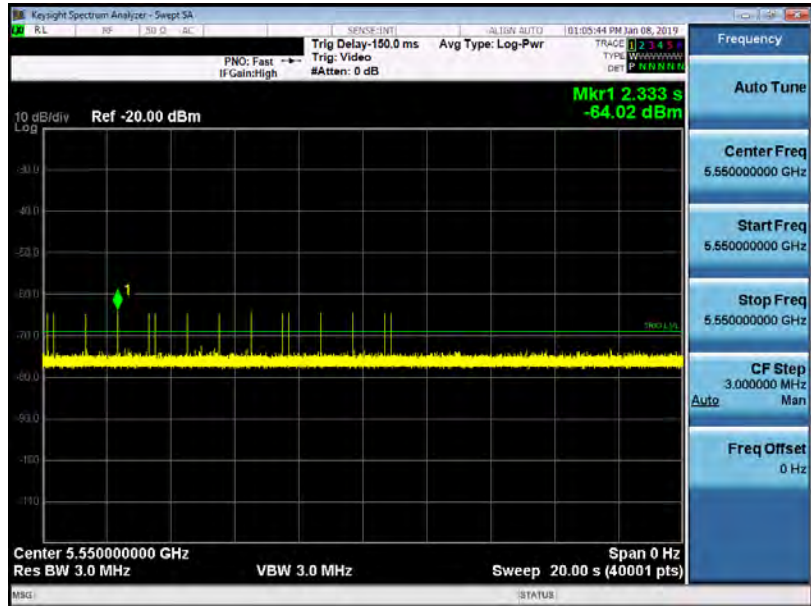 Keysight Spectrum Analyzer - Swept SA
RL RF 50 Ω AC SENSE:INT ALIGN AUTO 01:05:44 PM Jan 08, 2019
Trig Delay-150.0 ms Avg Type: Log-Pwr TRACE 1 2 3 4 5 6
PNO: Fast Trig: Video TYPE
IFGain:High #Atten: 0 dB DET P N N N N N
Mkr1 2.333 s
-64.02 dBm
10 dB/div Ref -20.00 dBm
Log
-30.0
-40.0
-50.0
-60.0
1
TRIG LVL
-70.0
-80.0
-90.0
-100
-110
Center 5.550000000 GHz Span 0 Hz
Res BW 3.0 MHz VBW 3.0 MHz Sweep 20.00 s (40001 pts)
MSG STATUS
Frequency
Auto Tune
Center Freq
5.550000000 GHz
Start Freq
5.550000000 GHz
Stop Freq
5.550000000 GHz
CF Step
3.000000 MHz
Auto Man
Freq Offset
0 Hz